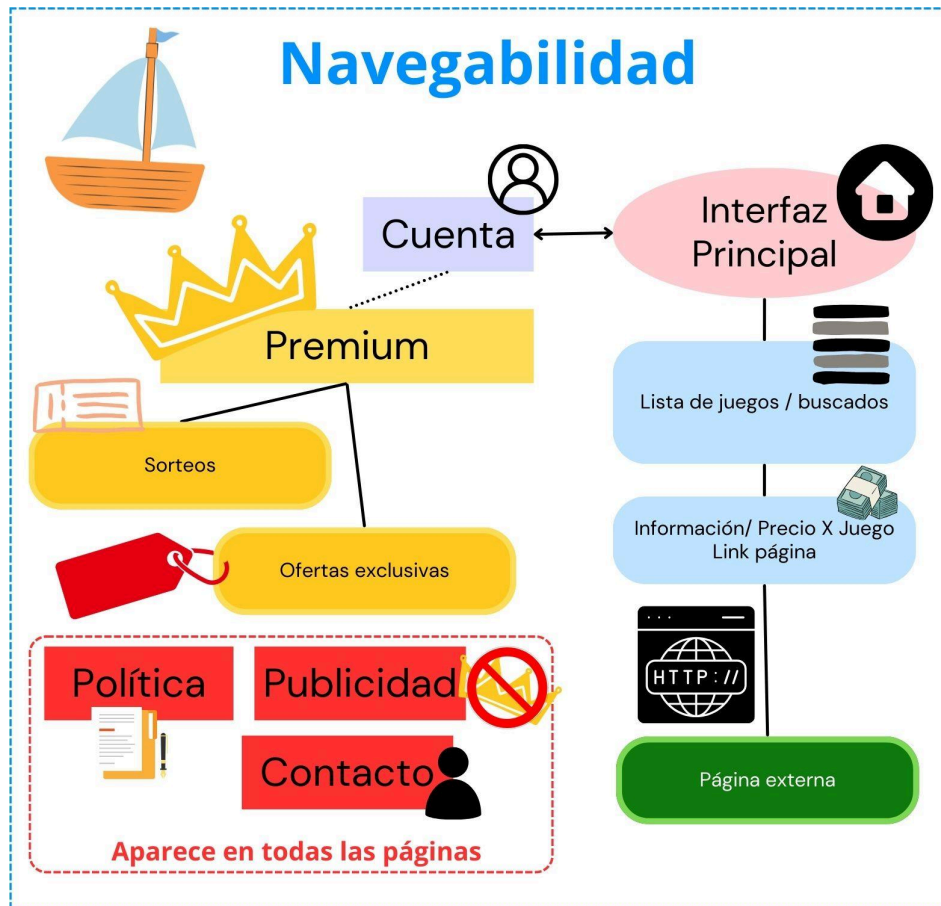 Navegabilidad
Cuenta
Interfaz
Principal
Premium
Lista de juegos / buscados
Sorteos
Información/ Precio X Juego
Link página
Ofertas exclusivas
HTTP://
Política
Publicidad
Contacto
Página externa
Aparece en todas las páginas